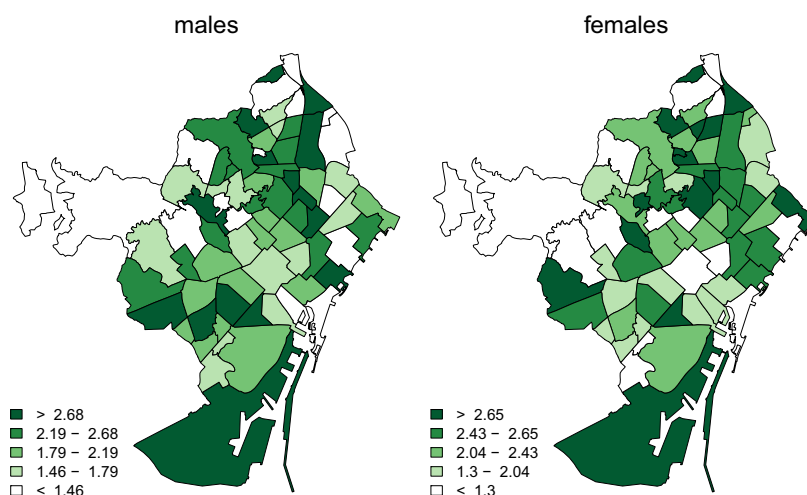 males
females
> 2.68
2.19 − 2.68
1.79 − 2.19
1.46 − 1.79
< 1.46
> 2.65
2.43 − 2.65
2.04 − 2.43
1.3 − 2.04
< 1.3